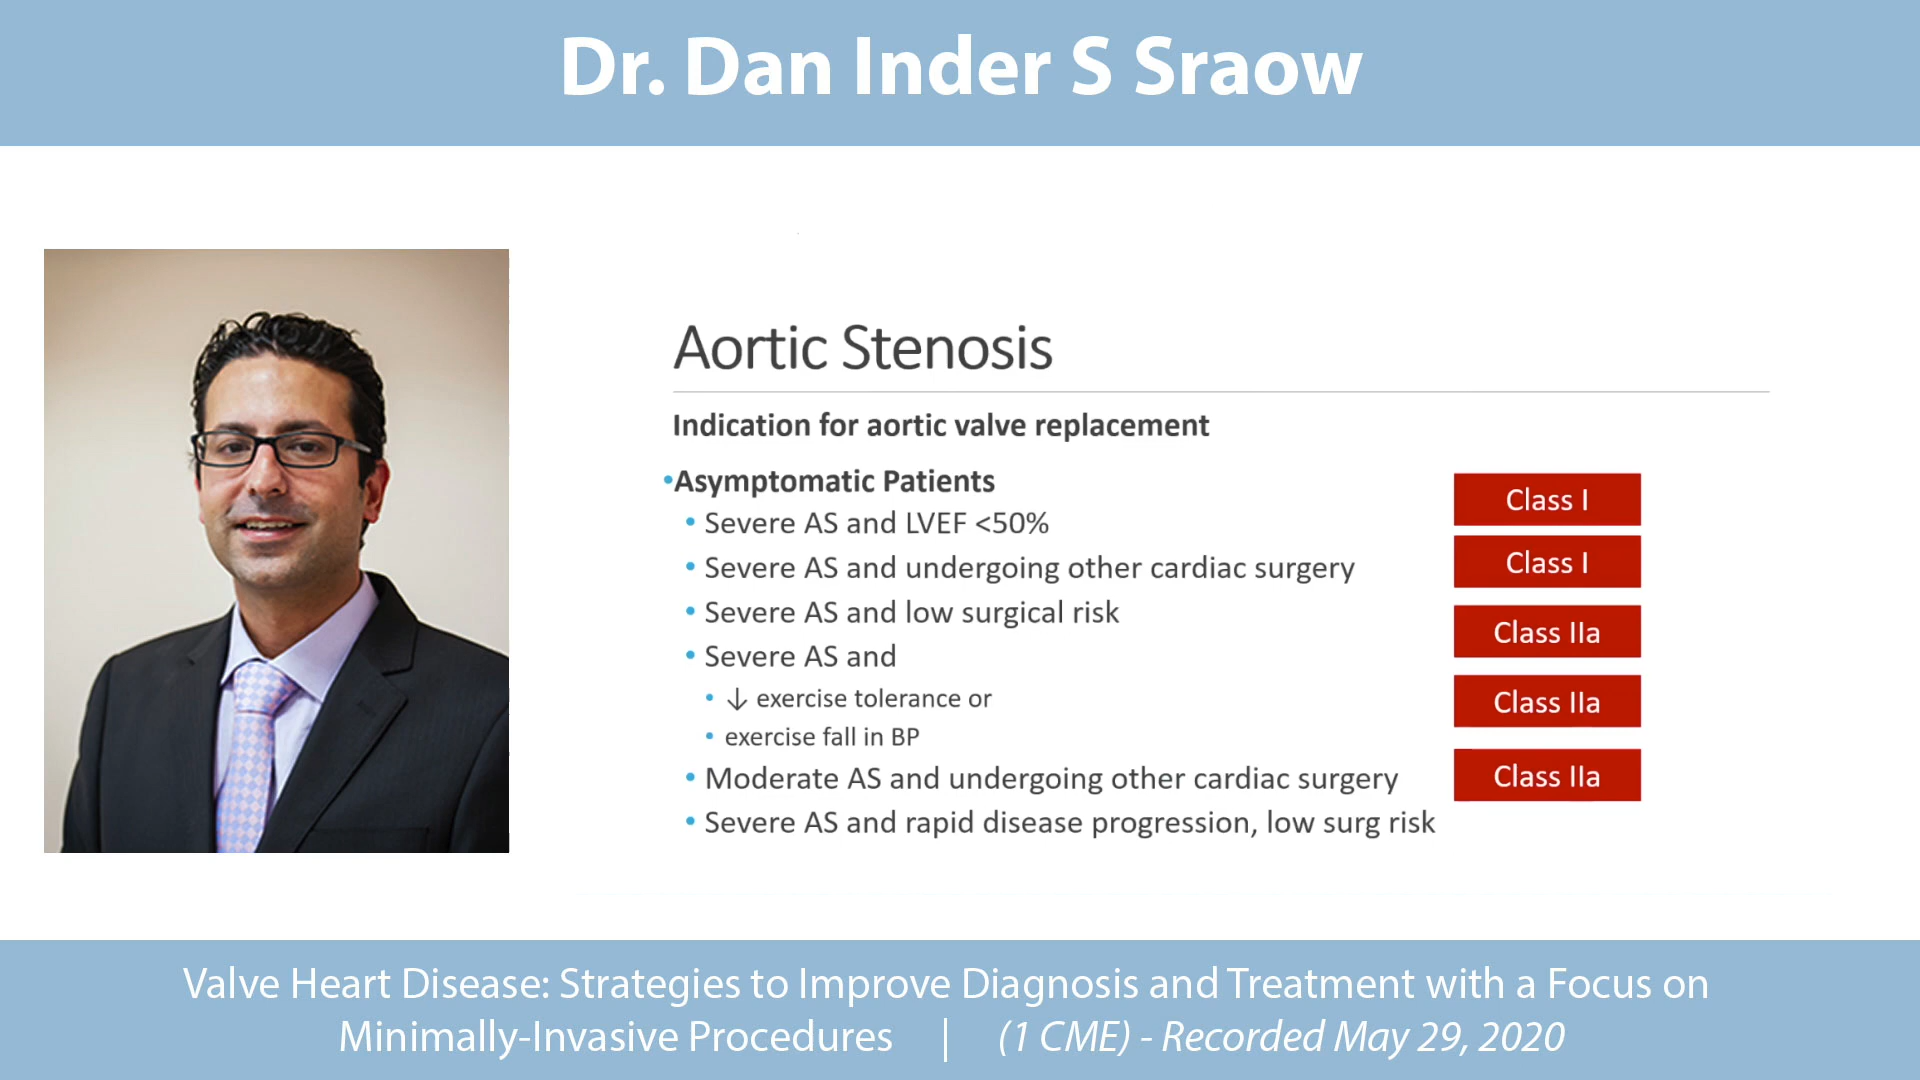 Dr. Dan Inder S Sraow
Aortic Stenosis
Indication for aortic valve replacement
•Asymptomatic Patients
• Severe AS and LVEF <50%
Class I
• Severe AS and undergoing other cardiac surgery
Class I
• Severe AS and low surgical risk
Class IIa
• Severe AS and
• ↓ exercise tolerance or
Class IIa
• exercise fall in BP
• Moderate AS and undergoing other cardiac surgery
Class IIa
• Severe AS and rapid disease progression, low surg risk
Valve Heart Disease: Strategies to Improve Diagnosis and Treatment with a Focus on
Minimally-Invasive Procedures | (1 CME) - Recorded May 29, 2020